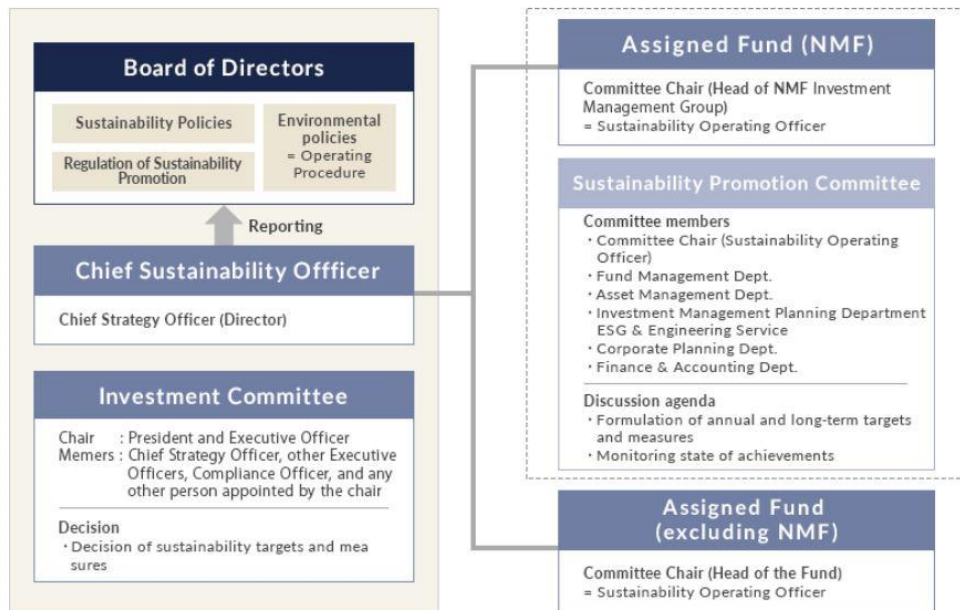 Board of Directors
Sustainability Policies
Regulation of Sustainability
Promotion
Environmental
policies
= Operating
Procedure
Reporting
Chief Sustainability Offficer
Chief Strategy Officer (Director)
Investment Committee
Chair : President and Executive Officer
Memers : Chief Strategy Officer, other Executive
Officers, Compliance Officer, and any
other person appointed by the chair
Decision
・Decision of sustainability targets and mea
sures
Assigned Fund (NMF)
Committee Chair (Head of NMF Investment
Management Group)
= Sustainability Operating Officer
Sustainability Promotion Committee
Committee members
・Committee Chair (Sustainability Operating
Officer)
・Fund Management Dept.
・Asset Management Dept.
・Investment Management Planning Department
ESG & Engineering Service
・Corporate Planning Dept.
・Finance & Accounting Dept.
Discussion agenda
・Formulation of annual and long-term targets
and measures
・Monitoring state of achievements
Assigned Fund
(excluding NMF)
Committee Chair (Head of the Fund)
= Sustainability Operating Officer